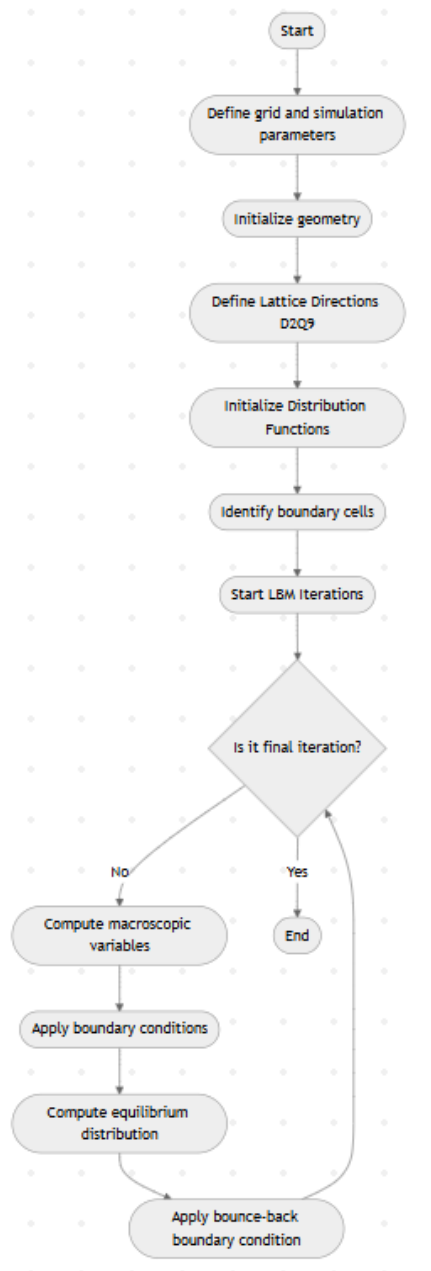 Start
Define grid and simulation
parameters
Initialize geometry
Define Lattice Directions
D2Q9
Initialize Distribution
Functions
Identify boundary cells
Start LBM Iterations
Is it final iteration?
No
Yes
Compute macroscopic
variables
End
Apply boundary conditions
Compute equilibrium
distribution
Apply bounce-back
boundary condition